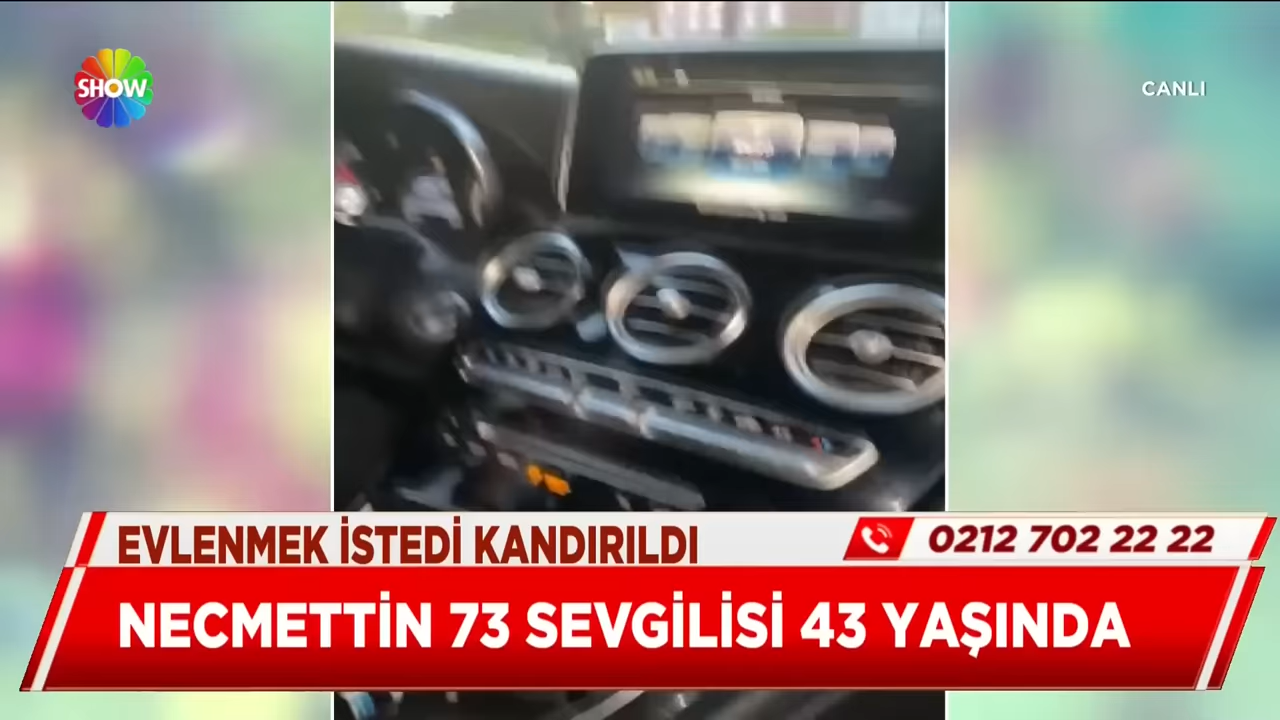 SHOW
CANLI
EVLENMEK İSTEDİ KANDIRILDI
0212 702 22 22
NECMETTİN 73 SEVGİLİSİ 43 YAŞINDA